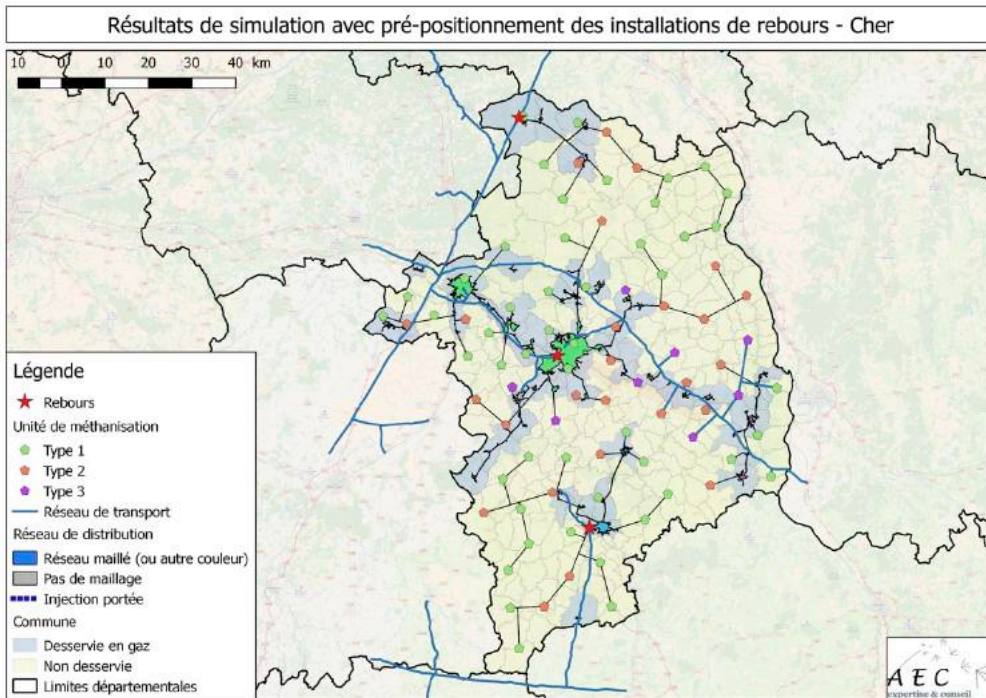 Résultats de simulation avec pré-positionnement des installations de rebours - Cher
10 0 10 20 30 40 km
Légende
Rebours
Unité de méthanisation
Type 1
Type 2
Type 3
Réseau de transport
Réseau de distribution
Réseau maillé (ou autre couleur)
Pas de maillage
Injection portée
Commune
Desservie en gaz
Non desservie
Limites départementales
AEC
expertise & conseil